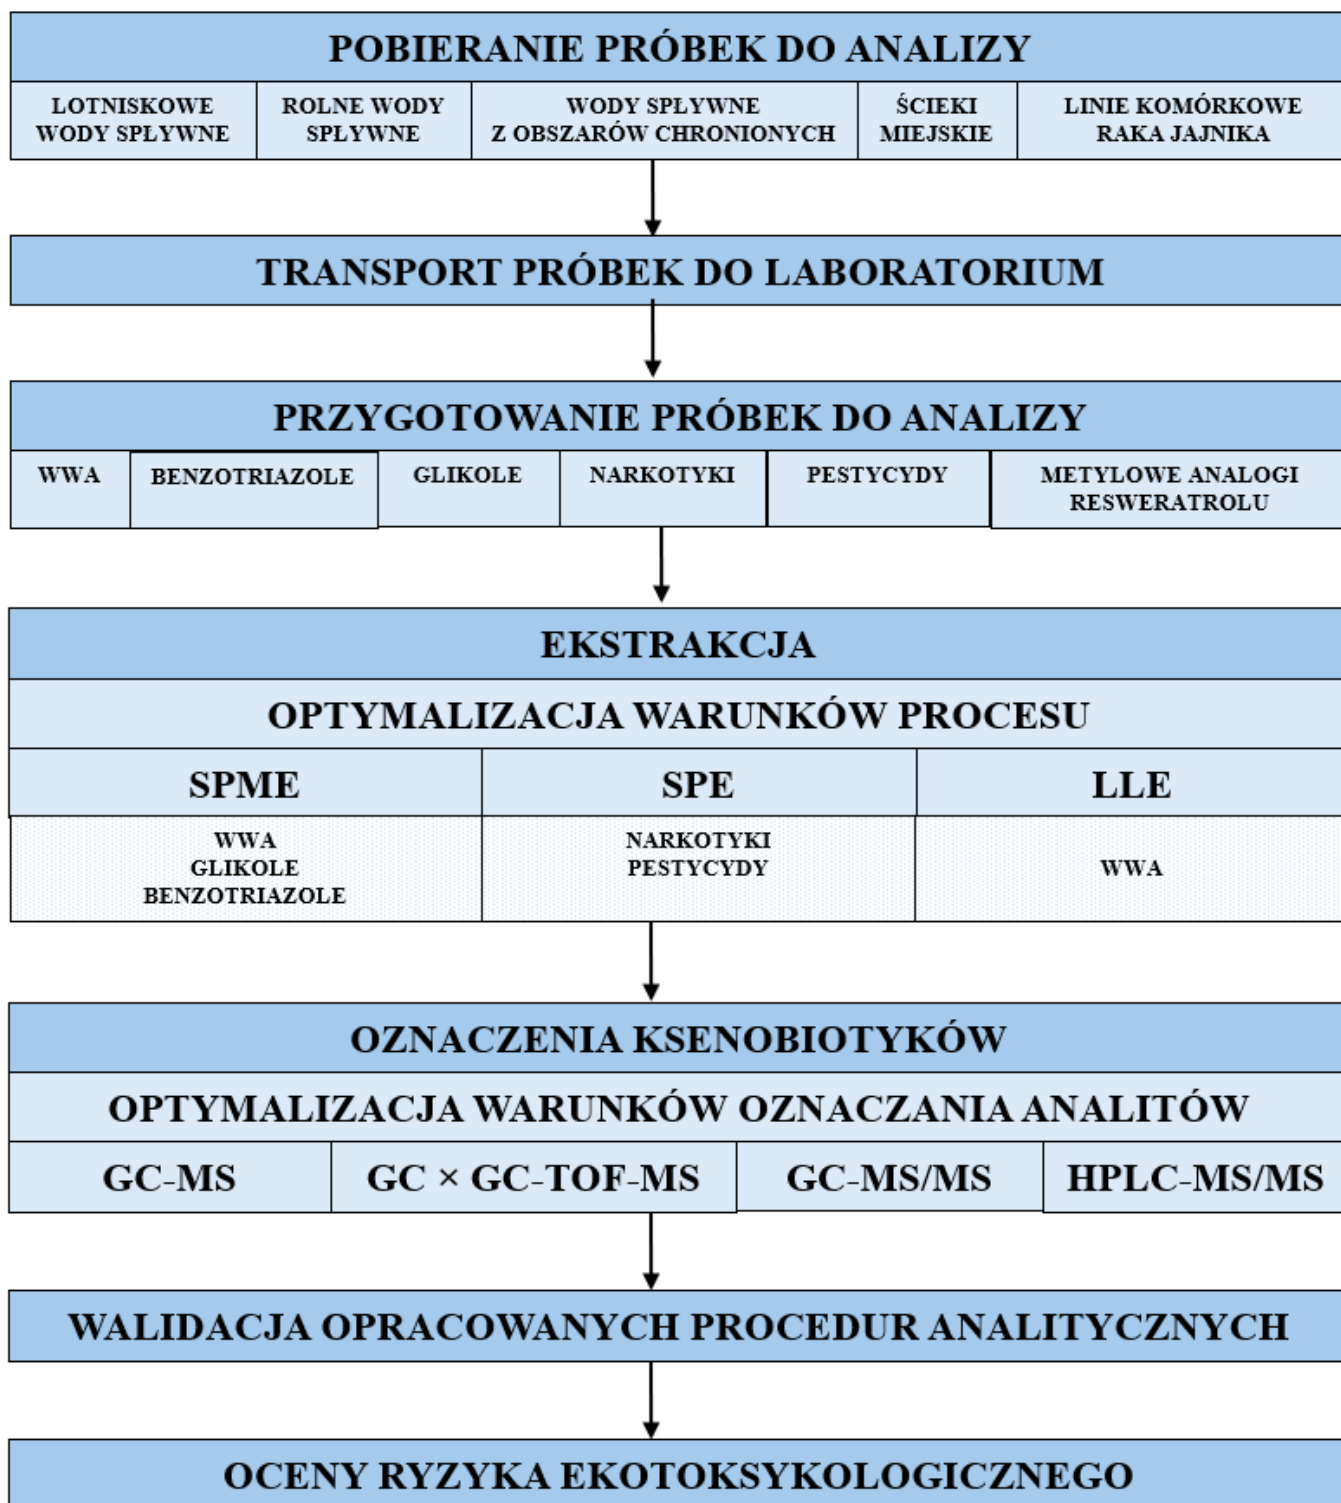 POBIERANIE PRÓBEK DO ANALIZY
LOTNISKOWE
WODY SPŁYWNE
ROLNE WODY
SPŁYWNE
WODY SPŁYWNE
Z OBSZARÓW CHRONIONYCH
ŚCIEKI
MIEJSKIE
LINIE KOMÓRKOWE
RAKA JAJNIKA
TRANSPORT PRÓBEK DO LABORATORIUM
PRZYGOTOWANIE PRÓBEK DO ANALIZY
WWA
BENZOTRIAZOLE
GLIKOLE
NARKOTYKI
PESTYCYDY
METYLOWE ANALOGI
RESWERATROLU
EKSTRAKCJA
OPTYMALIZACJA WARUNKÓW PROCESU
SPME
SPE
LLE
WWA
GLIKOLE
BENZOTRIAZOLE
NARKOTYKI
PESTYCYDY
WWA
OZNACZENIA KSENOBIOTYKÓW
OPTYMALIZACJA WARUNKÓW OZNACZANIA ANALITÓW
GC-MS
GC × GC-TOF-MS
GC-MS/MS
HPLC-MS/MS
WALIDACJA OPRACOWANYCH PROCEDUR ANALITYCZNYCH
OCENY RYZYKA EKOTOKSYKOLOGICZNEGO